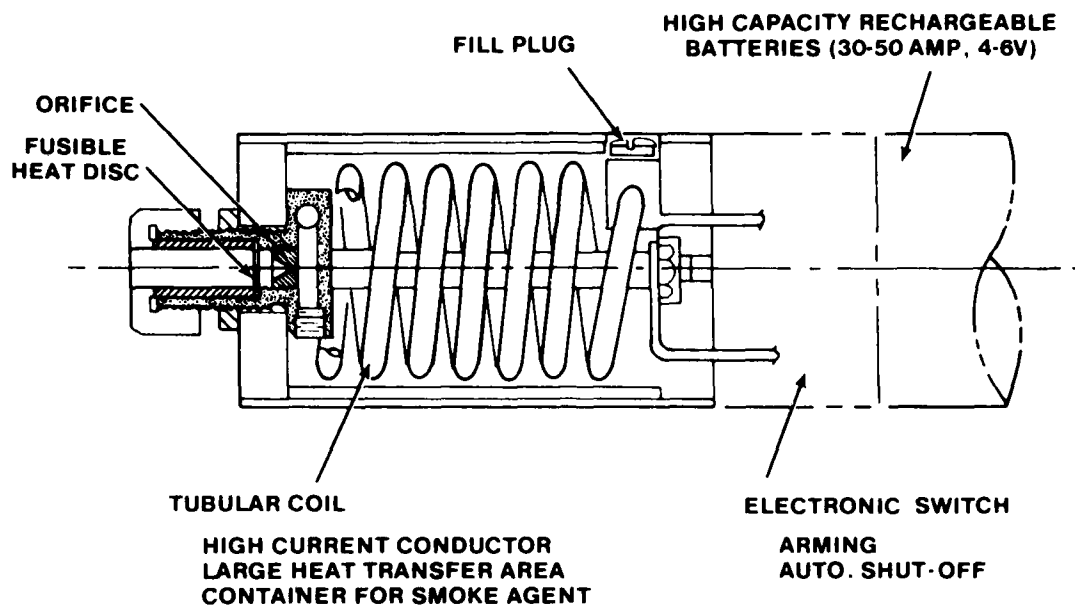 HIGH CAPACITY RECHARGEABLE
BATTERIES (30-50 AMP, 4-6V)
FILL PLUG
ORIFICE
FUSIBLE
HEAT DISC
TUBULAR COIL
HIGH CURRENT CONDUCTOR
LARGE HEAT TRANSFER AREA
CONTAINER FOR SMOKE AGENT
ELECTRONIC SWITCH
ARMING
AUTO. SHUT-OFF